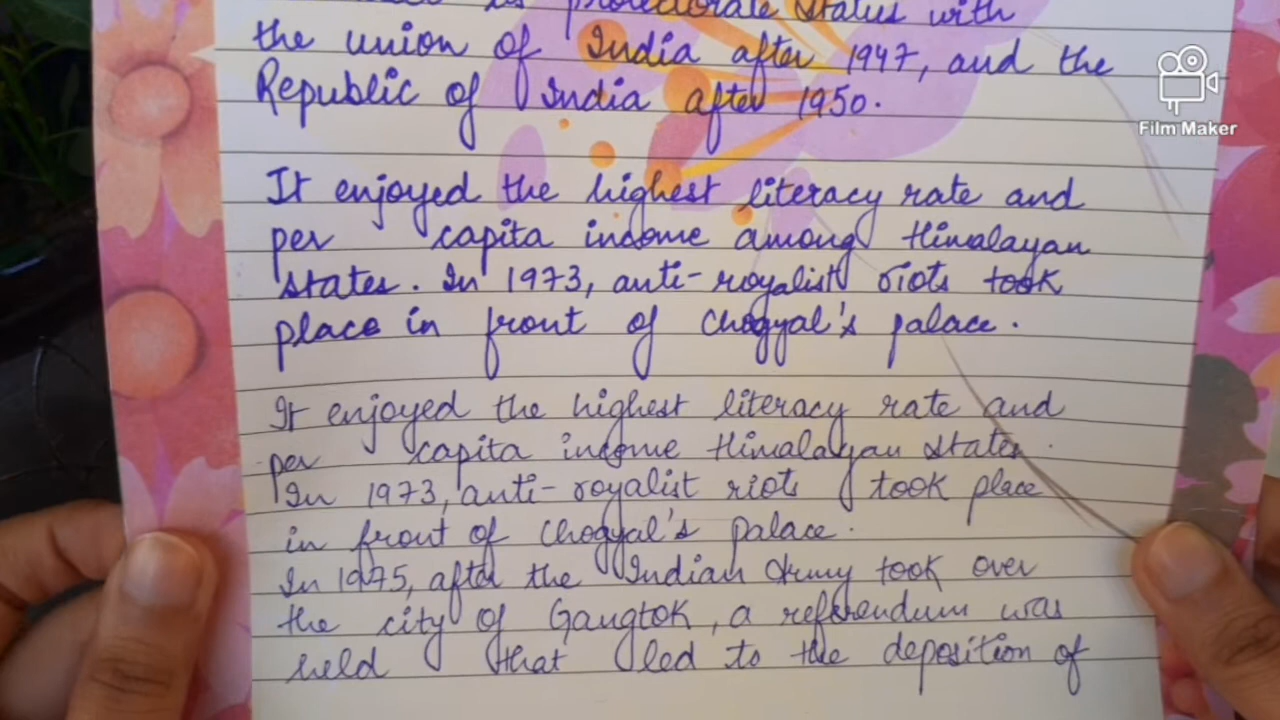 its protectorate status with
the union of India after 1947, and the
Republic of India after 1950.
It enjoyed the highest literacy rate and
per capita income among Himalayan
states. In 1973, anti-royalist riots took
place in front of Chogyal's palace.
It enjoyed the highest literacy rate and
per capita income Himalayan states.
In 1973, anti-royalist riots took place
in front of Chogyal's palace.
In 1975, after the Indian Army took over
the city of Gangtok, a referendum was
held that led to the deposition of
Film Maker